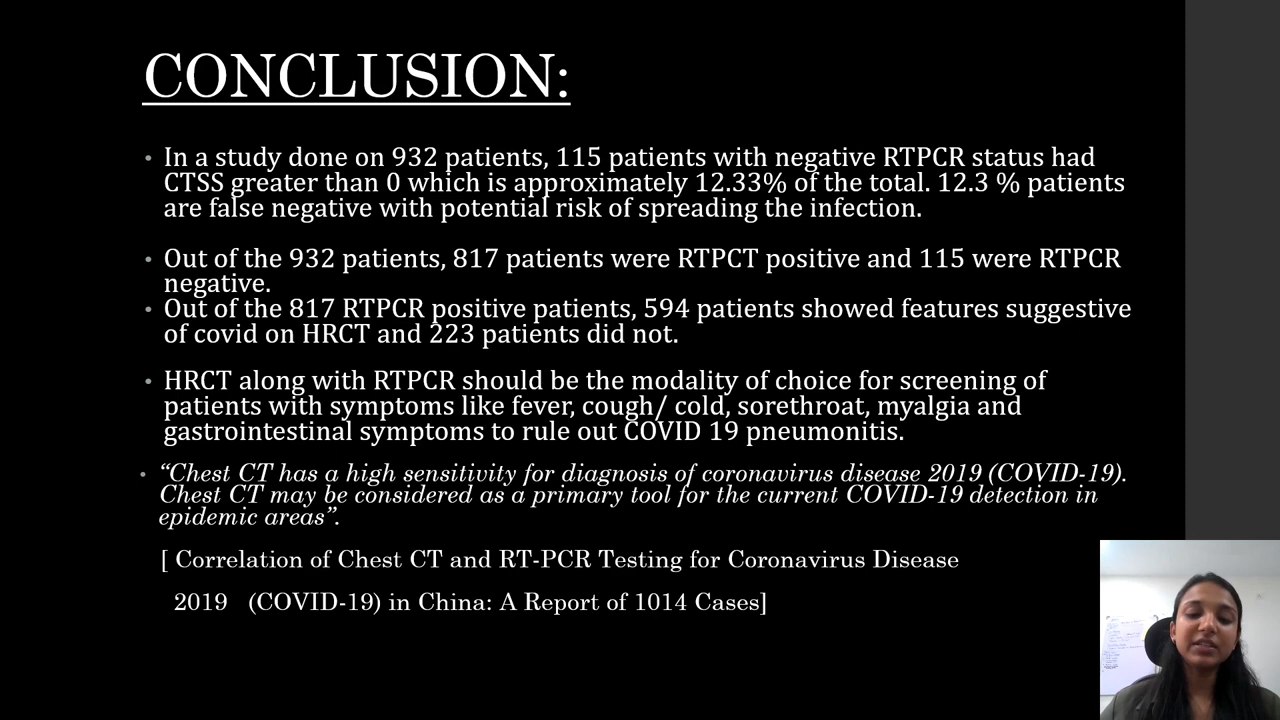 CONCLUSION:
• In a study done on 932 patients, 115 patients with negative RTPCR status had
CTSS greater than 0 which is approximately 12.33% of the total. 12.3 % patients
are false negative with potential risk of spreading the infection.
• Out of the 932 patients, 817 patients were RTPCT positive and 115 were RTPCR
negative.
• Out of the 817 RTPCR positive patients, 594 patients showed features suggestive
of covid on HRCT and 223 patients did not.
• HRCT along with RTPCR should be the modality of choice for screening of
patients with symptoms like fever, cough/ cold, sorethroat, myalgia and
gastrointestinal symptoms to rule out COVID 19 pneumonitis.
• “Chest CT has a high sensitivity for diagnosis of coronavirus disease 2019 (COVID-19).
Chest CT may be considered as a primary tool for the current COVID-19 detection in
epidemic areas”.
[ Correlation of Chest CT and RT-PCR Testing for Coronavirus Disease
2019 (COVID-19) in China: A Report of 1014 Cases]